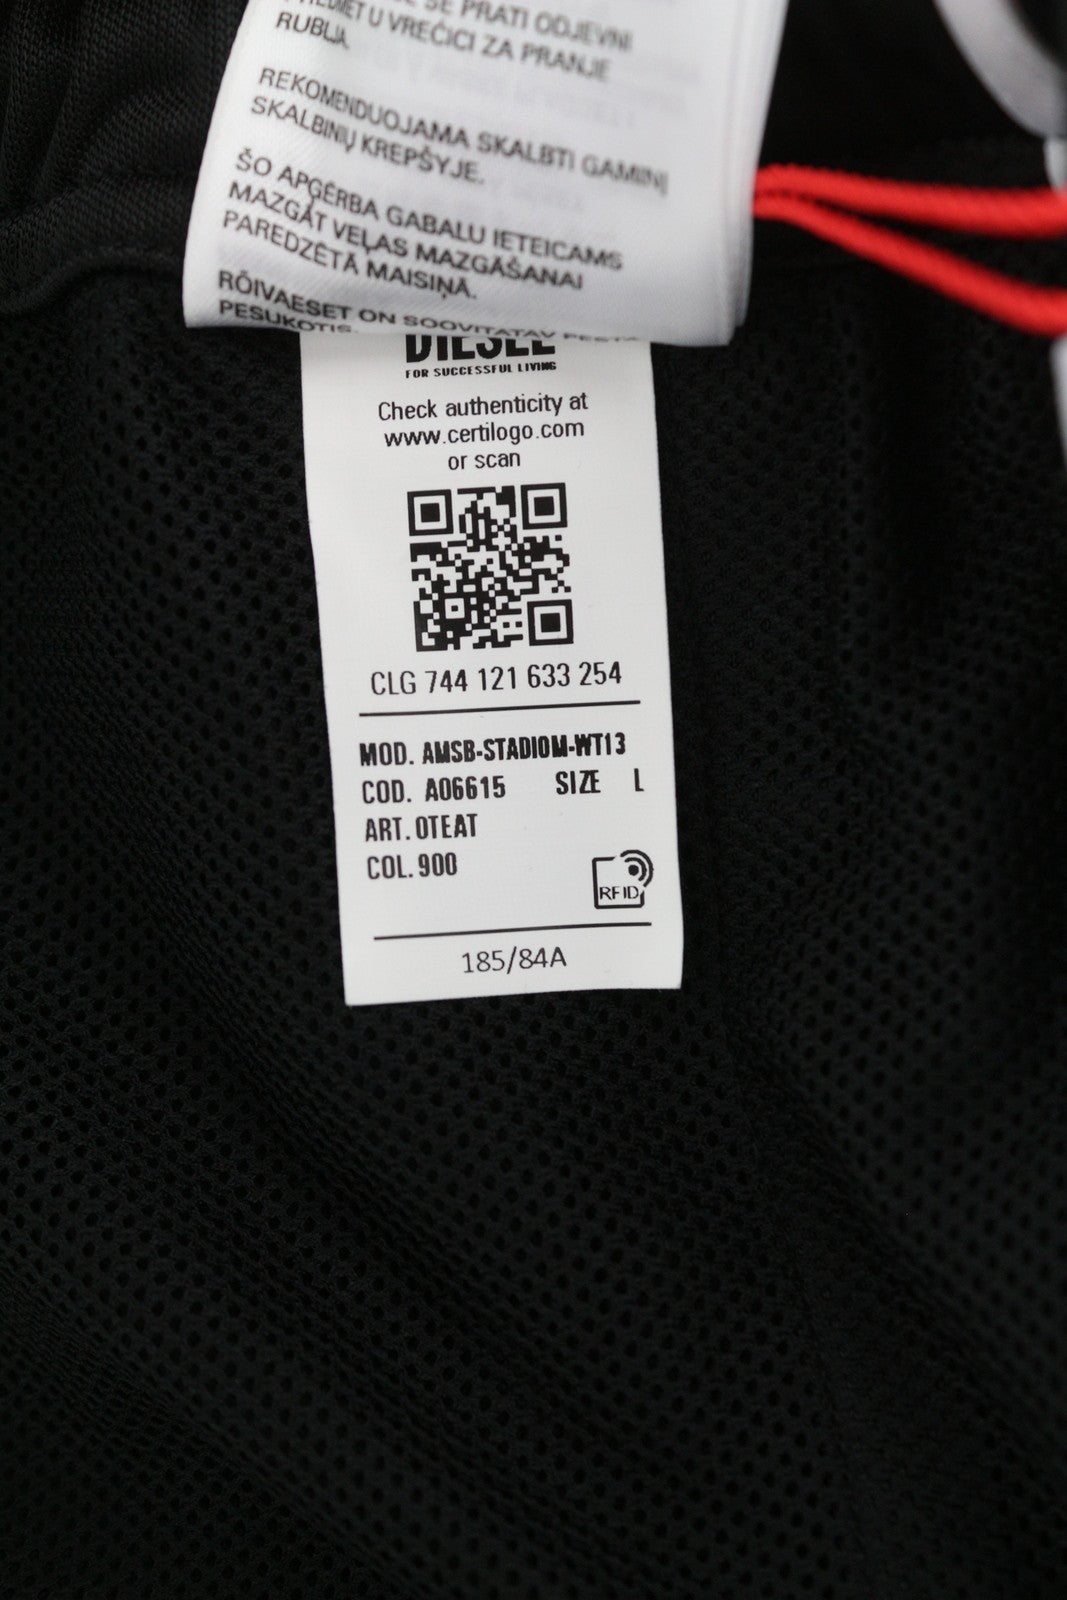 SE PRATI ODJEVNI
PREDMET U VREĆICI ZA PRANJE
RUBLJA
REKOMENDUOJAMA SKALBTI GAMINĮ
SKALBINIŲ KREPŠYJE.
ŠO APĢĒRBA GABALU IETEICAMS
MAZGĀT VEĻAS MAZGĀŠANAI
PAREDZĒTĀ MAISIŅĀ.
RÕIVAESET ON SOOVITATAV PESTA
PESUKOTIS.
DIESEL
FOR SUCCESSFUL LIVING
Check authenticity at
www.certilogo.com
or scan
CLG 744 121 633 254
MOD. AMSB-STADIOM-WT13
COD. A06615 SIZE L
ART. OTEAT
COL. 900
RFID
185/84A